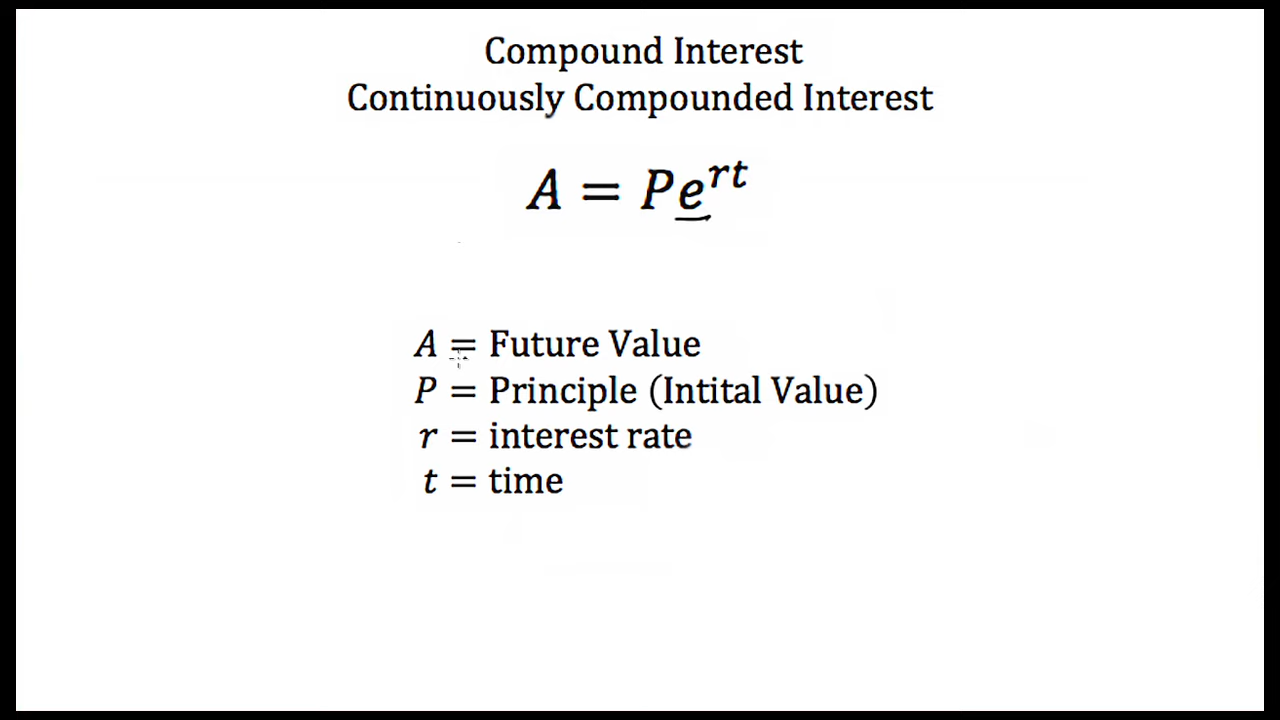 Compound Interest
Continuously Compounded Interest
A = Pe^{rt}
A = Future Value
P = Principle (Intital Value)
r = interest rate
t = time